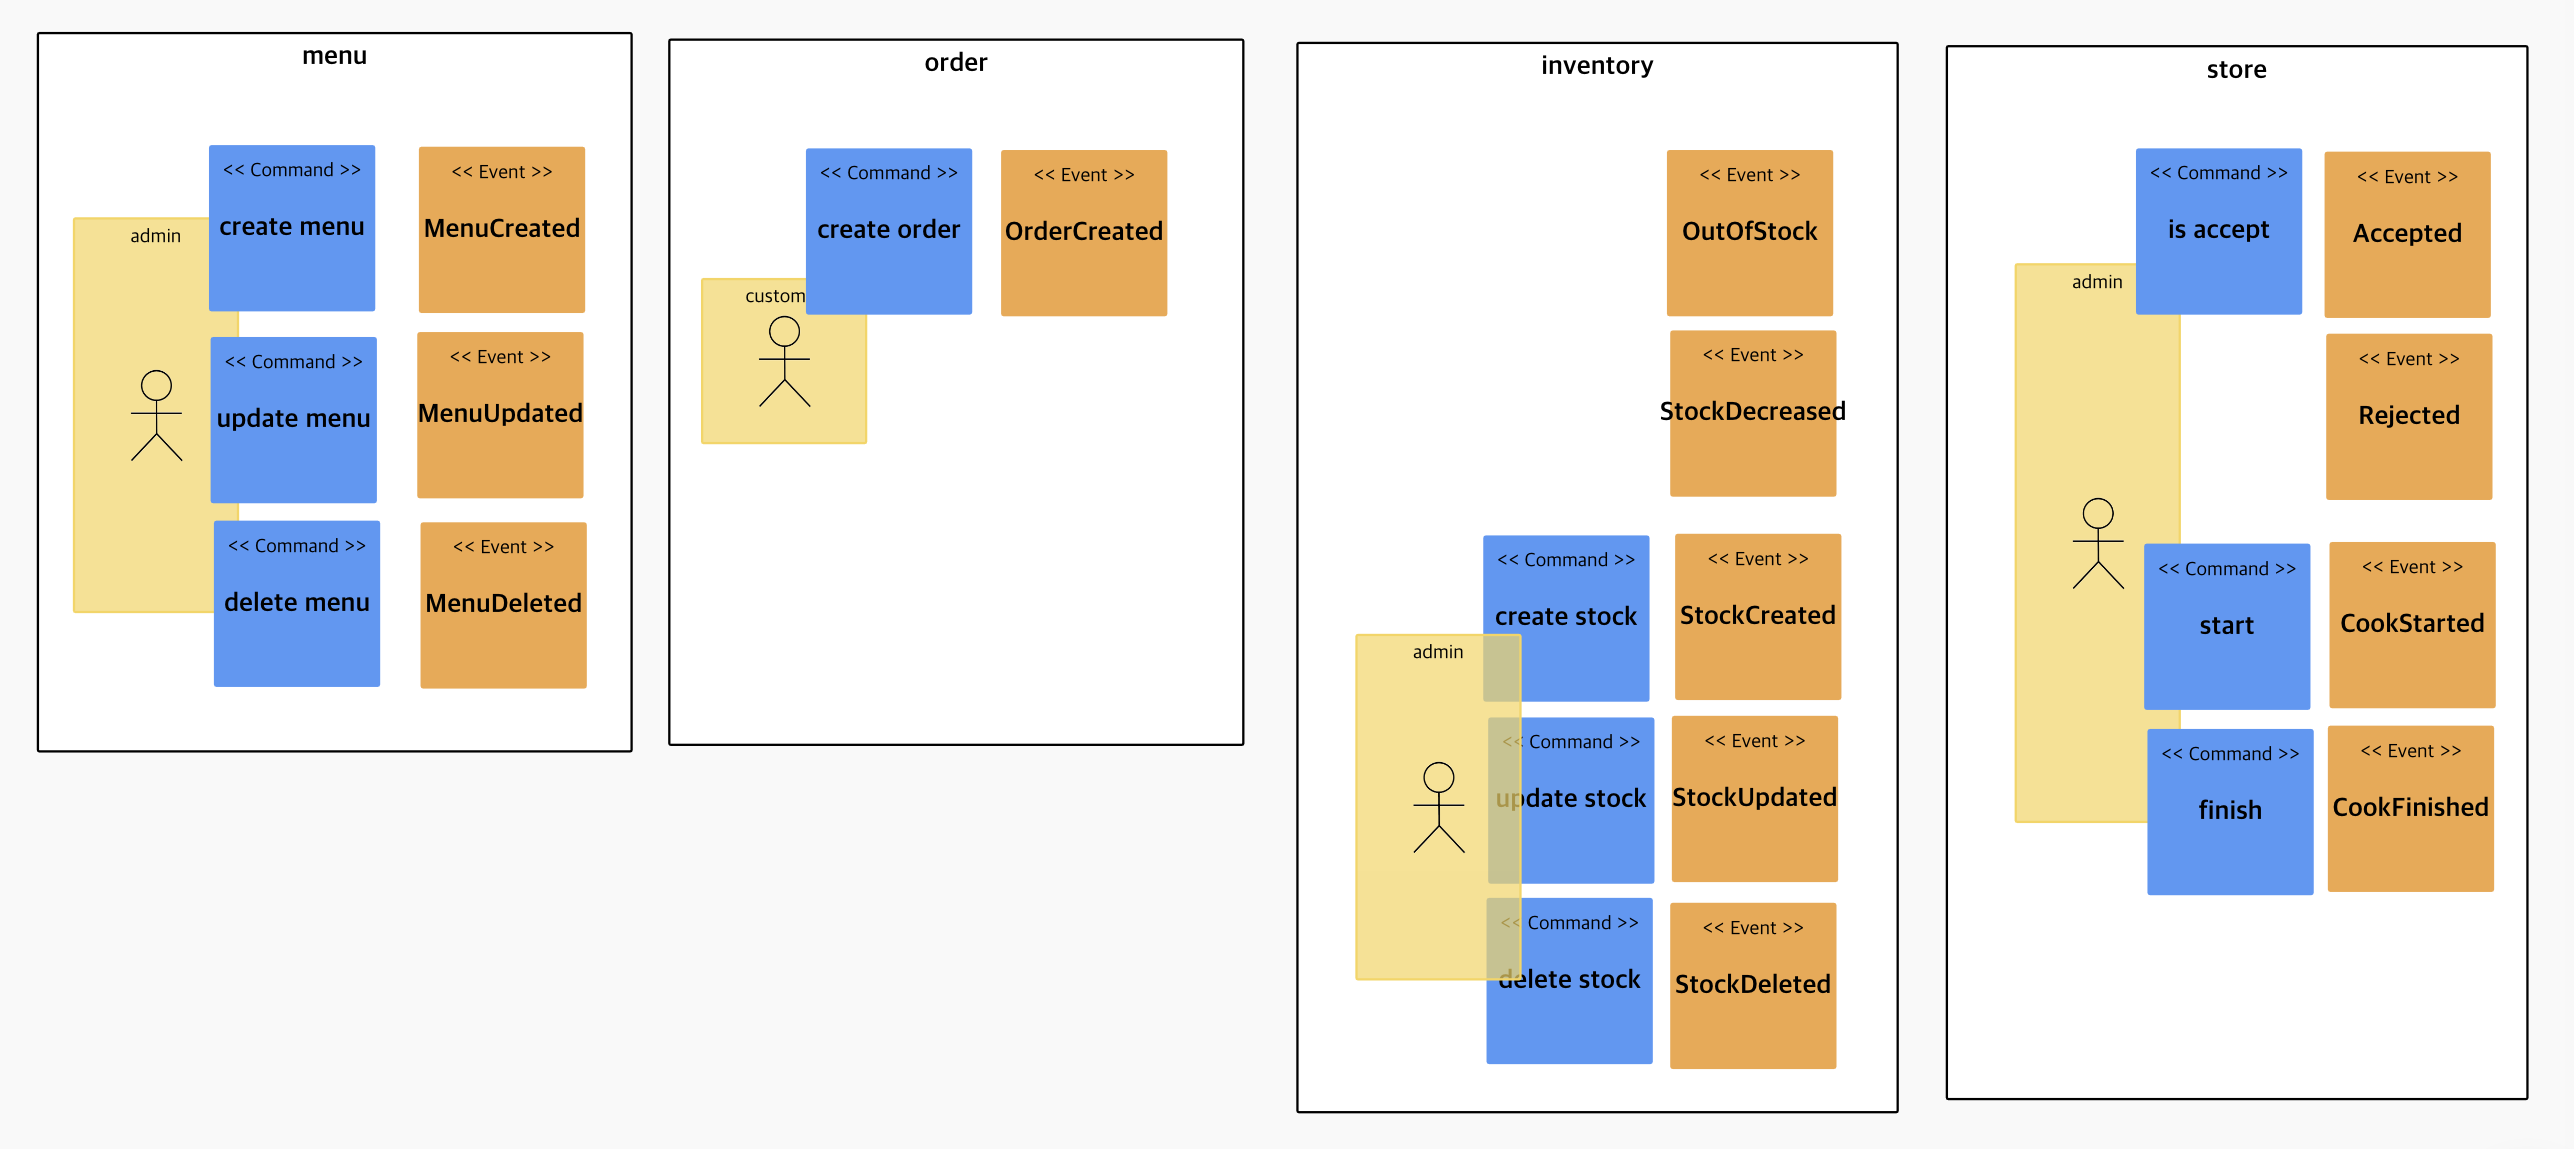 menu
<< Command >>
create menu
<< Event >>
MenuCreated
admin
<< Command >>
update menu
<< Event >>
MenuUpdated
<< Command >>
delete menu
<< Event >>
MenuDeleted
order
<< Command >>
create order
<< Event >>
OrderCreated
custom
inventory
<< Event >>
OutOfStock
<< Event >>
StockDecreased
<< Command >>
create stock
<< Event >>
StockCreated
admin
<< Command >>
update stock
<< Event >>
StockUpdated
<< Command >>
delete stock
<< Event >>
StockDeleted
store
<< Command >>
is accept
<< Event >>
Accepted
admin
<< Event >>
Rejected
<< Command >>
start
<< Event >>
CookStarted
<< Command >>
finish
<< Event >>
CookFinished